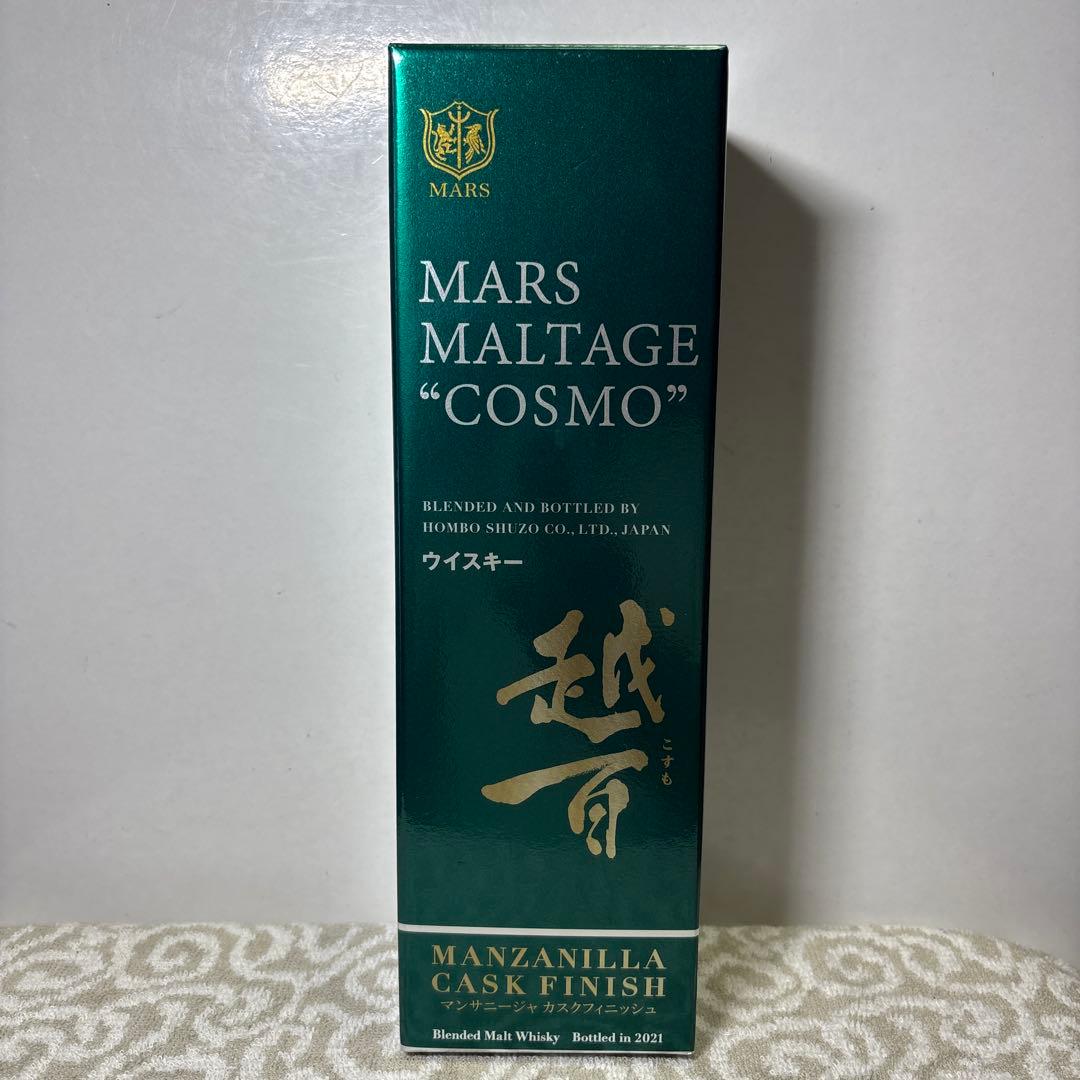 MARS
MARS
MALTAGE
“COSMO”
BLENDED AND BOTTLED BY
HOMBO SHUZO CO., LTD., JAPAN
ウイスキー
越百
こすも
MANZANILLA
CASK FINISH
マンサニージャ カスクフィニッシュ
Blended Malt Whisky Bottled in 2021